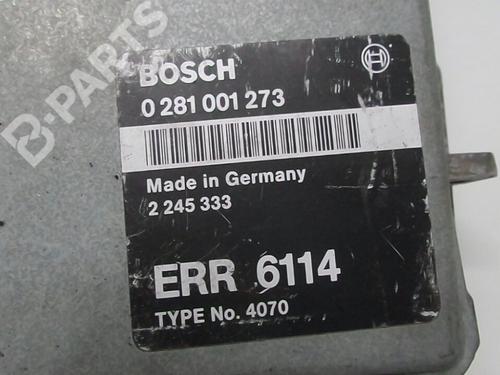 B-PARTS
BOSCH
0 281 001 273
Made in Germany
2 245 333
ERR 6114
TYPE No. 4070